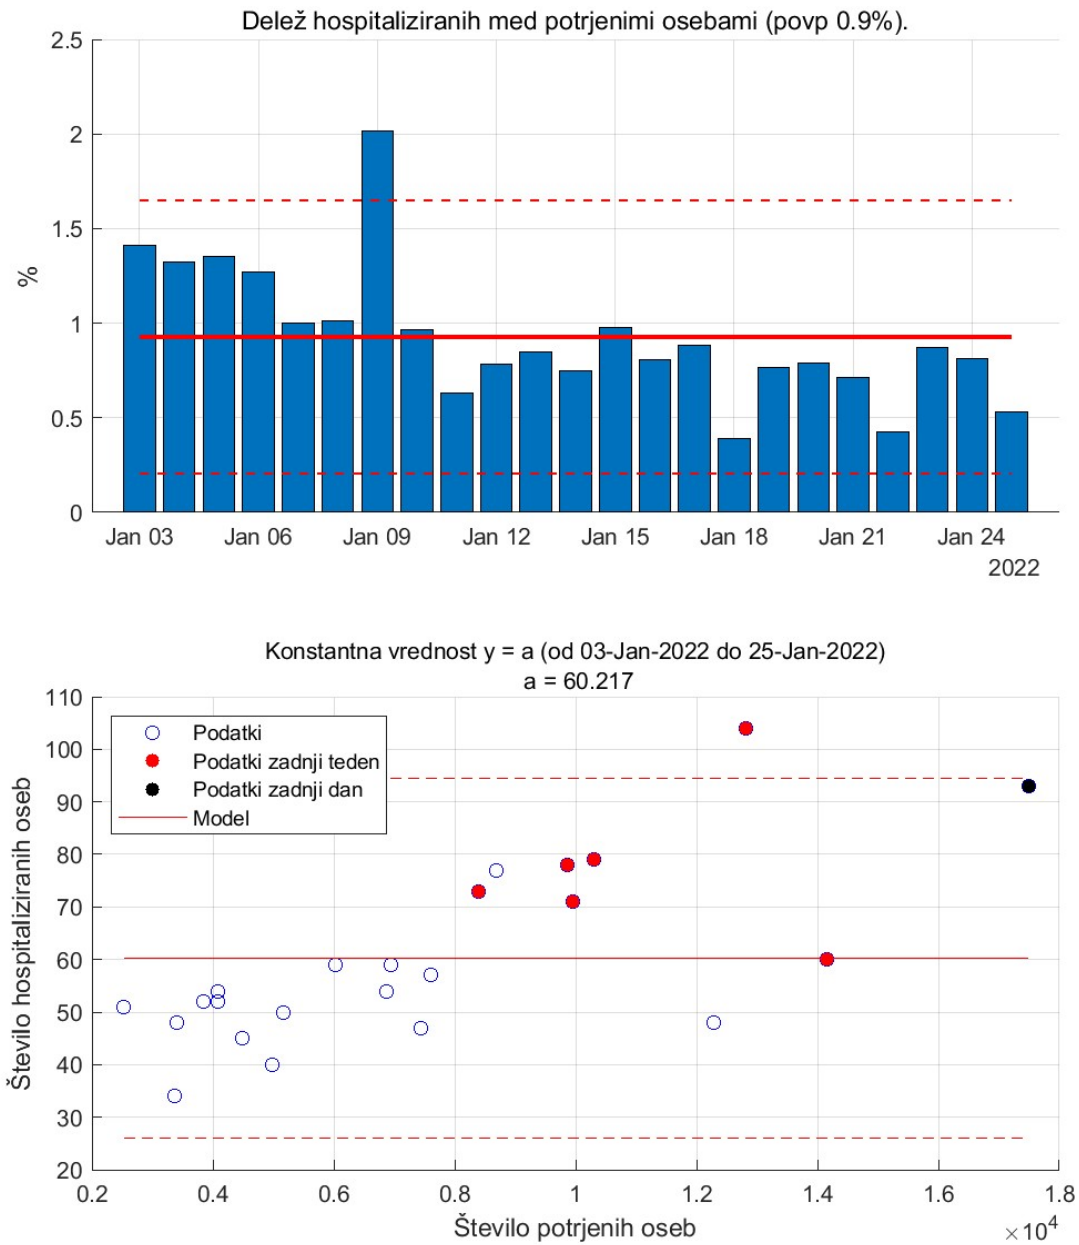 Delež hospitaliziranih med potrjenimi osebami (povp 0.9%).
2.5
2
1.5
1
0.5
0
%
Jan 03 Jan 06 Jan 09 Jan 12 Jan 15 Jan 18 Jan 21 Jan 24
2022
Konstantna vrednost y = a (od 03-Jan-2022 do 25-Jan-2022)
a = 60.217
110
100
90
80
70
60
50
40
30
20
Število hospitaliziranih oseb
Podatki
Podatki zadnji teden
Podatki zadnji dan
Model
0.2 0.4 0.6 0.8 1 1.2 1.4 1.6 1.8
Število potrjenih oseb
×10⁴